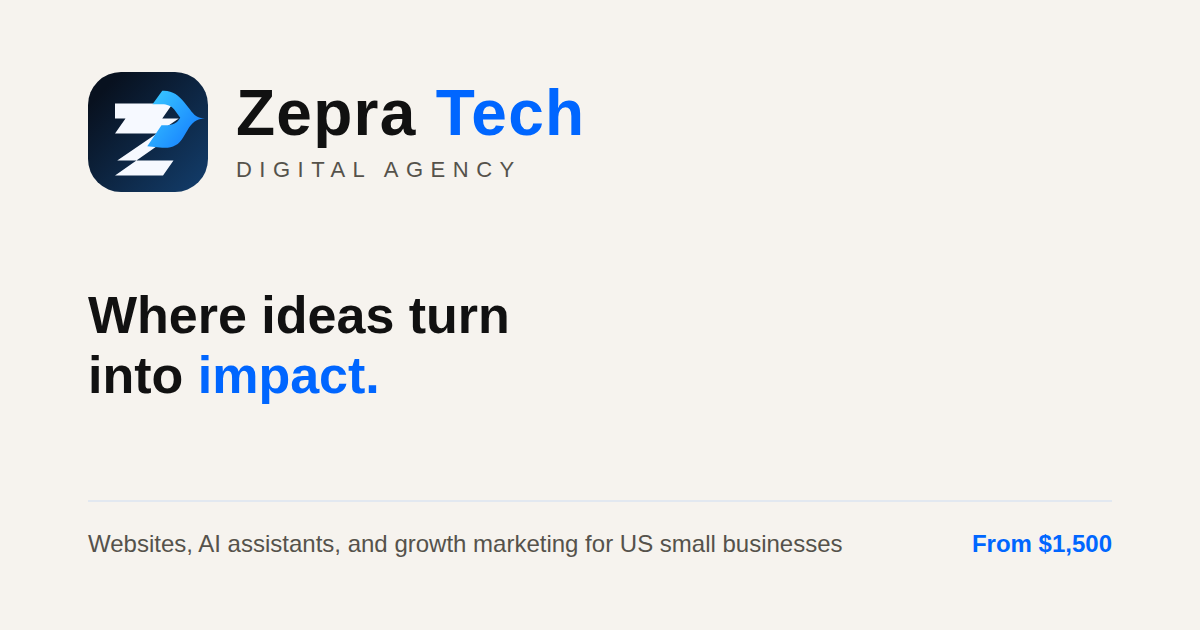 Zepra Tech
DIGITAL AGENCY
Where ideas turn
into impact.
Websites, AI assistants, and growth marketing for US small businesses
From $1,500